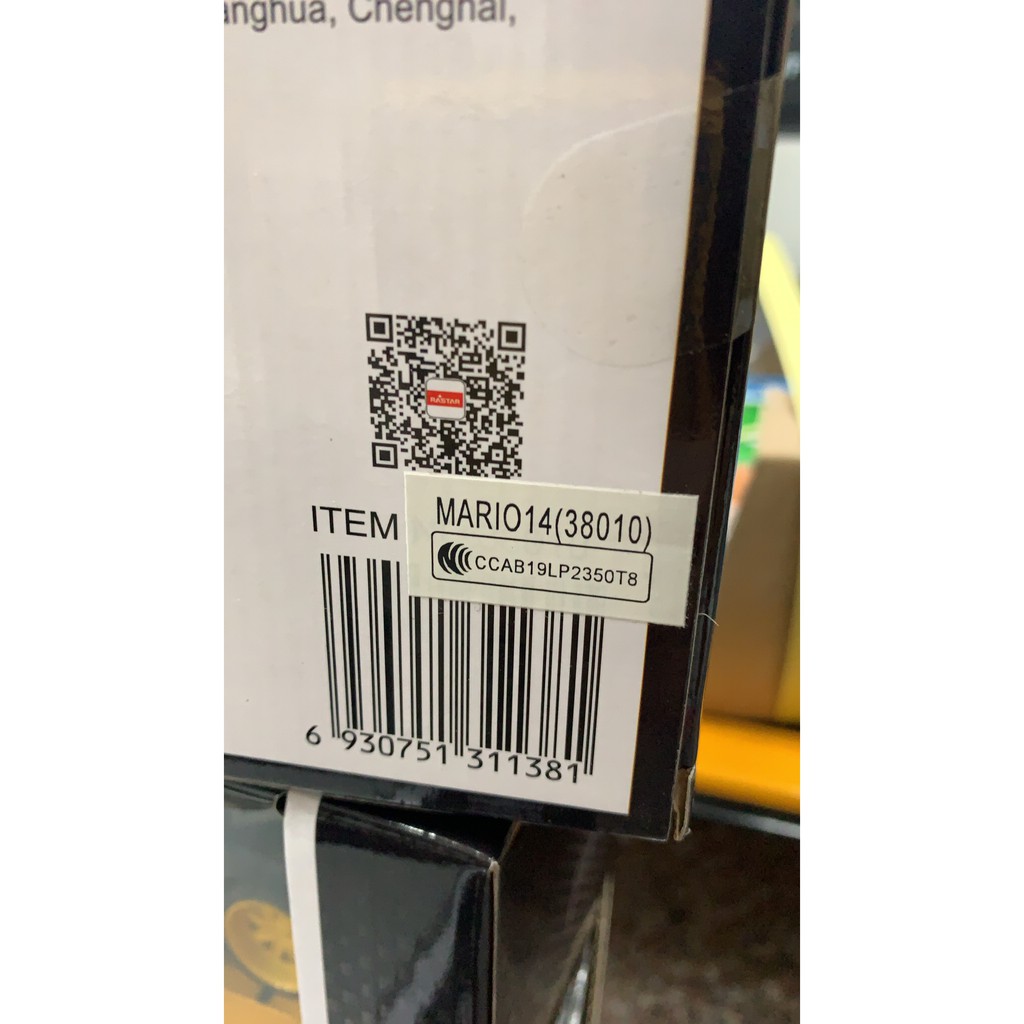 anghua, Chenghai,
RASTAR
ITEM
MARIO14(38010)
CCAB19LP2350T8
6 930751 311381